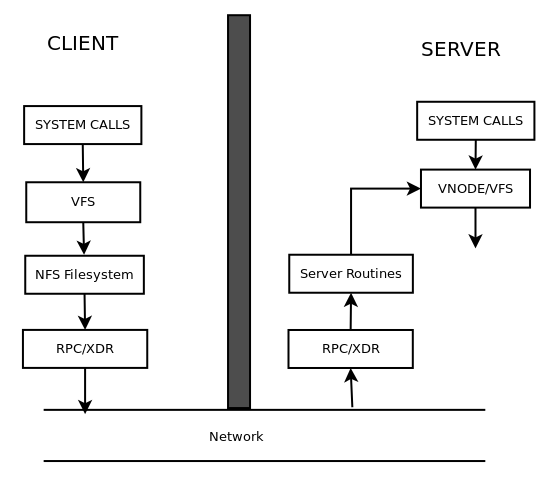 CLIENT
SERVER
SYSTEM CALLS
SYSTEM CALLS
VFS
VNODE/VFS
NFS Filesystem
Server Routines
RPC/XDR
RPC/XDR
Network